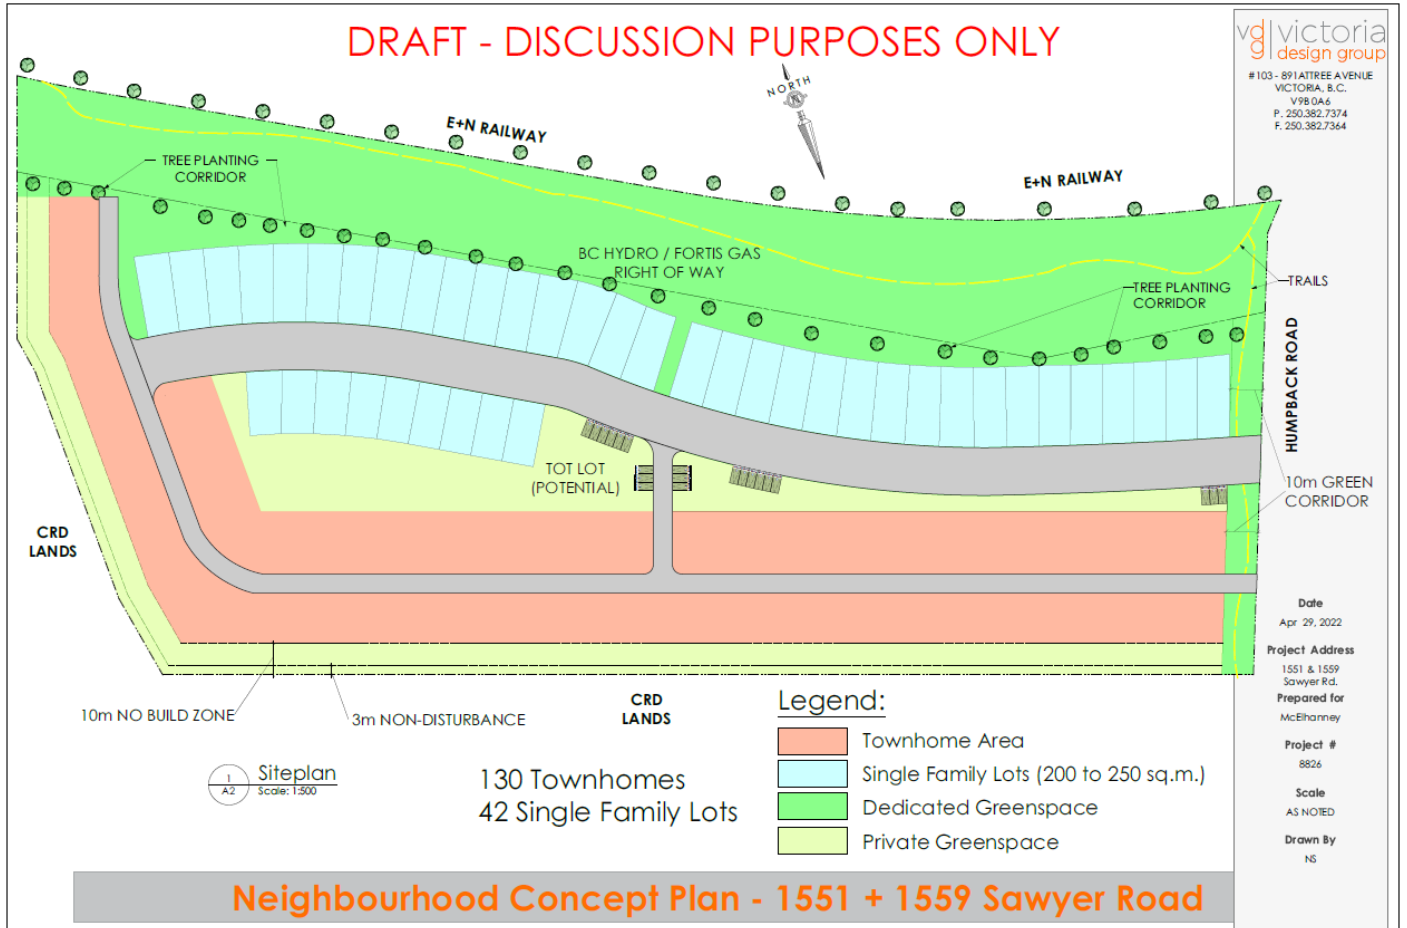 DRAFT - DISCUSSION PURPOSES ONLY
vdg victoria
design group
#103 - 891 ATTREE AVENUE
VICTORIA, B.C.
V9B 0A6
P. 250.382.7374
F. 250.382.7364
NORTH
E+N RAILWAY
E+N RAILWAY
TREE PLANTING
CORRIDOR
BC HYDRO / FORTIS GAS
RIGHT OF WAY
TREE PLANTING
CORRIDOR
TRAILS
HUMPBACK ROAD
TOT LOT
(POTENTIAL)
10m GREEN
CORRIDOR
CRD
LANDS
10m NO BUILD ZONE
3m NON-DISTURBANCE
CRD
LANDS
1
A2
Siteplan
Scale: 1:500
130 Townhomes
42 Single Family Lots
Legend:
Townhome Area
Single Family Lots (200 to 250 sq.m.)
Dedicated Greenspace
Private Greenspace
Date
Apr 29, 2022
Project Address
1551 & 1559
Sawyer Rd.
Prepared for
McElhanney
Project #
8826
Scale
AS NOTED
Drawn By
NS
Neighbourhood Concept Plan - 1551 + 1559 Sawyer Road